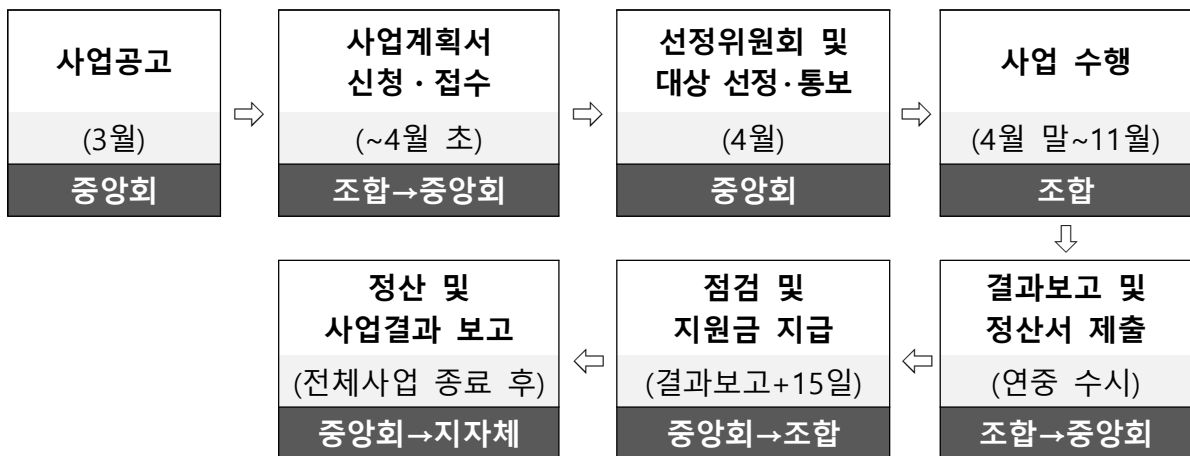 사업공고
(3월)
중앙회
⇨
사업계획서
신청 · 접수
(~4월 초)
조합→중앙회
⇨
선정위원회 및
대상 선정·통보
(4월)
중앙회
⇨
사업 수행
(4월 말~11월)
조합
⇩
결과보고 및
정산서 제출
(연중 수시)
조합→중앙회
⇦
점검 및
지원금 지급
(결과보고+15일)
중앙회→조합
⇦
정산 및
사업결과 보고
(전체사업 종료 후)
중앙회→지자체